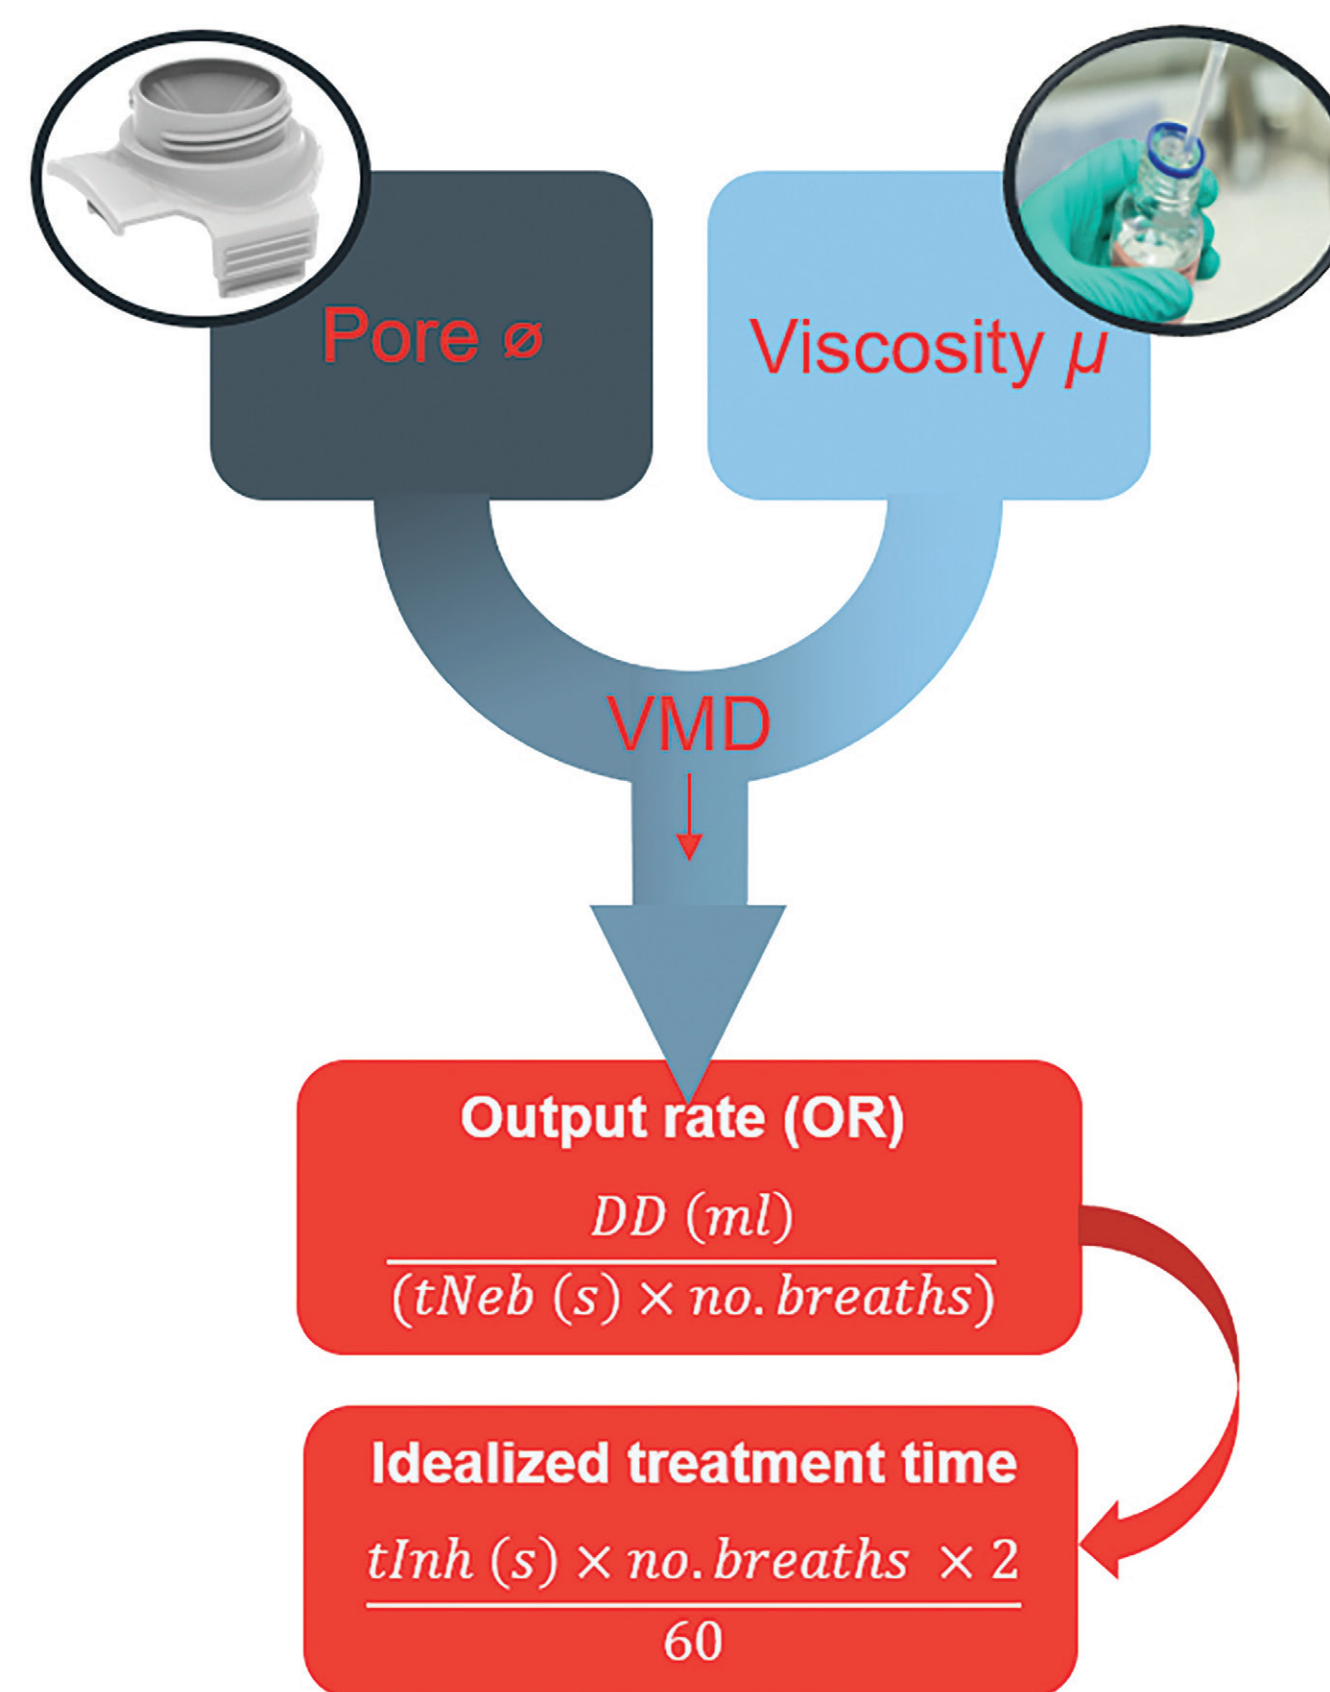 Pore ø
Viscosity μ
VMD
Output rate (OR)
DD (ml)
(tNeb (s) × no. breaths)
Idealized treatment time
tInh (s) × no. breaths × 2
60